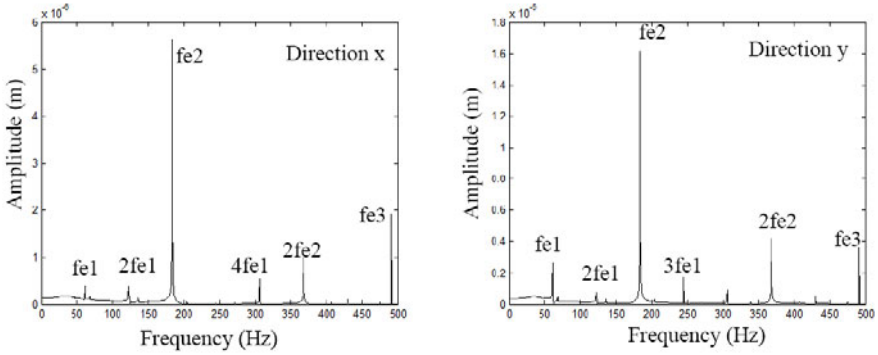 x 10⁻⁵
6
5
4
3
2
1
0
0 50 100 150 200 250 300 350 400 450 500
Amplitude (m)
Frequency (Hz)
Direction x
fe1
2fe1
fe2
4fe1
2fe2
fe3
x 10⁻⁵
1.8
1.6
1.4
1.2
1
0.8
0.6
0.4
0.2
0
0 50 100 150 200 250 300 350 400 450 500
Amplitude (m)
Frequency (Hz)
Direction y
fe1
2fe1
fe2
3fe1
2fe2
fe3